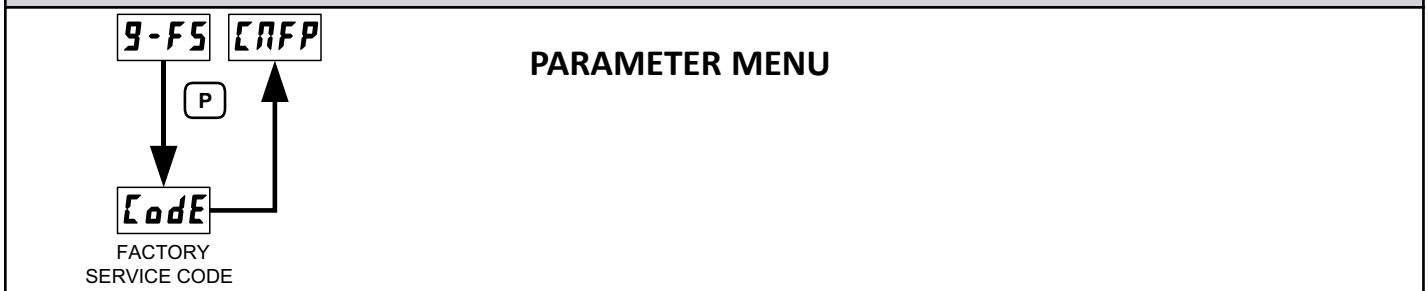 9-FS CNFP
PARAMETER MENU
P
CodE
FACTORY
SERVICE CODE